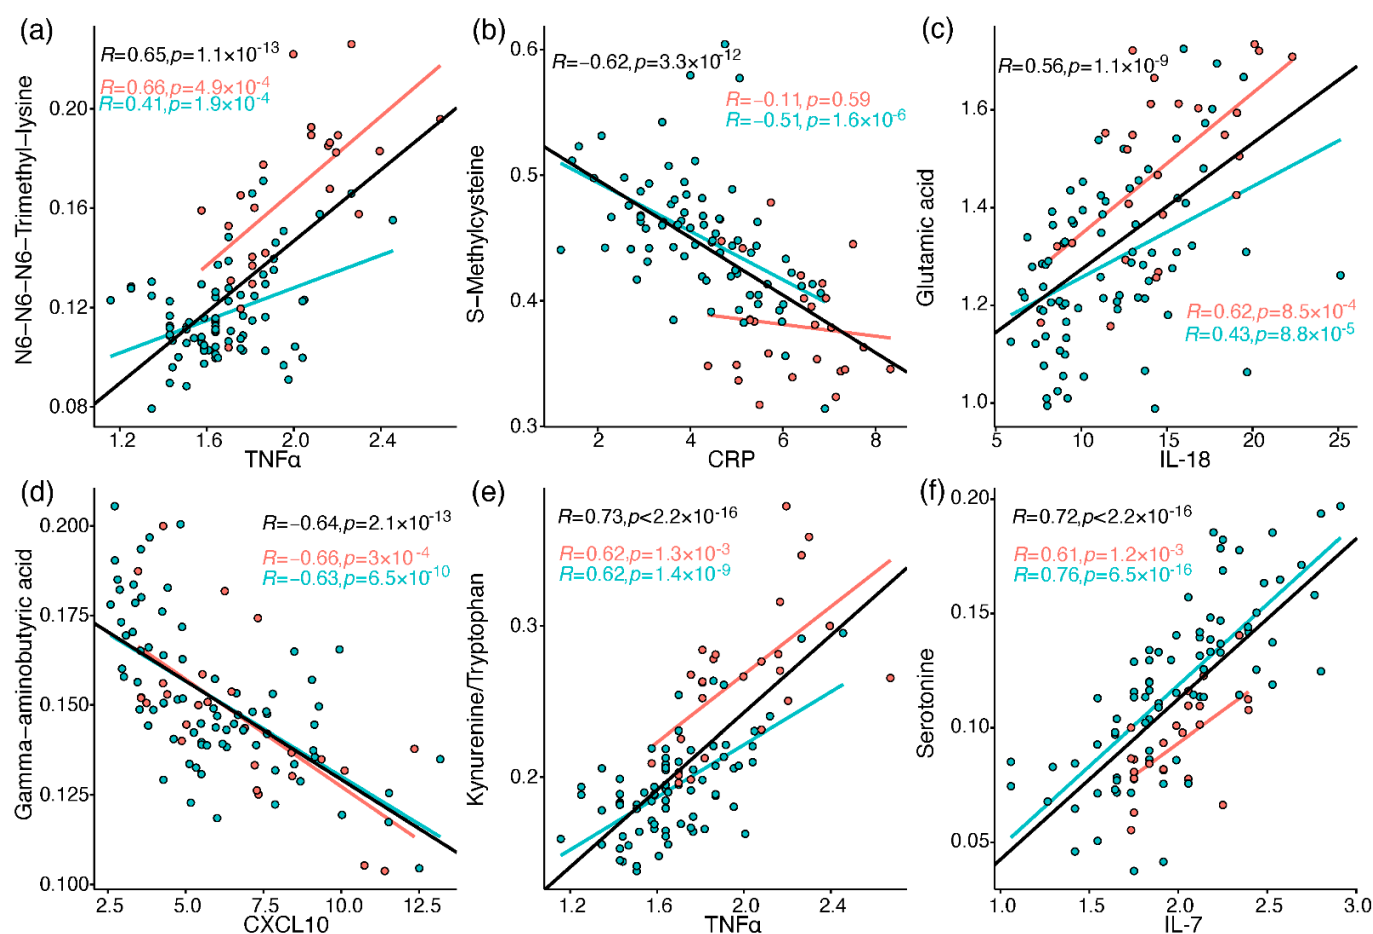 (a)
R=0.65,p=1.1×10⁻¹³
R=0.66,p=4.9×10⁻⁴
R=0.41,p=1.9×10⁻⁴
N6−N6−N6−Trimethyl−lysine
0.20
0.16
0.12
0.08
1.2 1.6 2.0 2.4
TNFα
(b)
R=−0.62,p=3.3×10⁻¹²
R=−0.11,p=0.59
R=−0.51,p=1.6×10⁻⁶
S−Methylcysteine
0.6
0.5
0.4
0.3
2 4 6 8
CRP
(c)
R=0.56,p=1.1×10⁻⁹
R=0.62,p=8.5×10⁻⁴
R=0.43,p=8.8×10⁻⁵
Glutamic acid
1.6
1.4
1.2
1.0
5 10 15 20 25
IL-18
(d)
R=−0.64,p=2.1×10⁻¹³
R=−0.66,p=3×10⁻⁴
R=−0.63,p=6.5×10⁻¹⁰
Gamma−aminobutyric acid
0.200
0.175
0.150
0.125
0.100
2.5 5.0 7.5 10.0 12.5
CXCL10
(e)
R=0.73,p<2.2×10⁻¹⁶
R=0.62,p=1.3×10⁻³
R=0.62,p=1.4×10⁻⁹
Kynurenine/Tryptophan
0.3
0.2
1.2 1.6 2.0 2.4
TNFα
(f)
R=0.72,p<2.2×10⁻¹⁶
R=0.61,p=1.2×10⁻³
R=0.76,p=6.5×10⁻¹⁶
Serotonine
0.20
0.15
0.10
0.05
1.0 1.5 2.0 2.5 3.0
IL-7